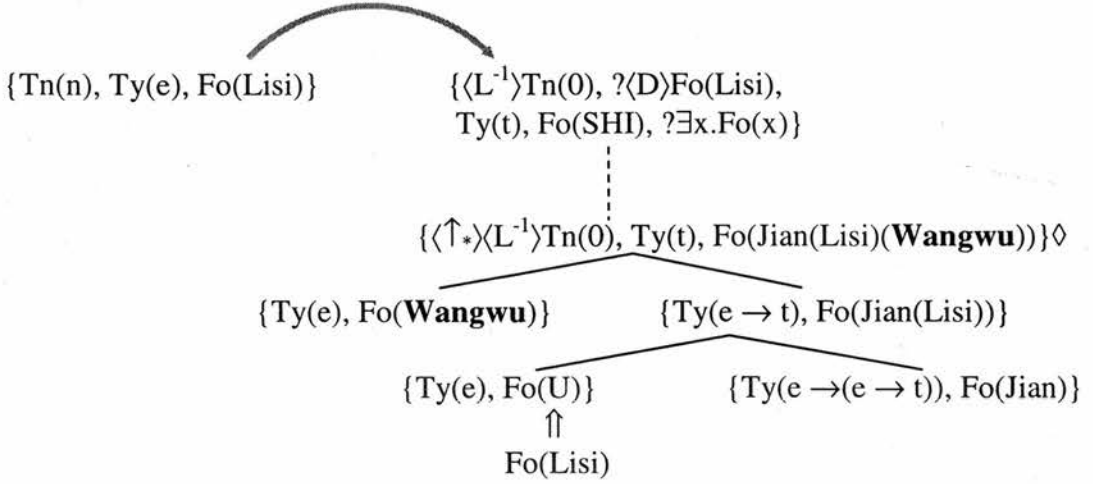 {Tn(n), Ty(e), Fo(Lisi)}
{⟨L⁻¹⟩Tn(0), ?⟨D⟩Fo(Lisi),
Ty(t), Fo(SHI), ?∃x.Fo(x)}
{⟨↑*⟩⟨L⁻¹⟩Tn(0), Ty(t), Fo(Jian(Lisi)(Wangwu))}◊
{Ty(e), Fo(Wangwu)}
{Ty(e → t), Fo(Jian(Lisi))}
{Ty(e), Fo(U)}
{Ty(e →(e → t)), Fo(Jian)}
⇑
Fo(Lisi)